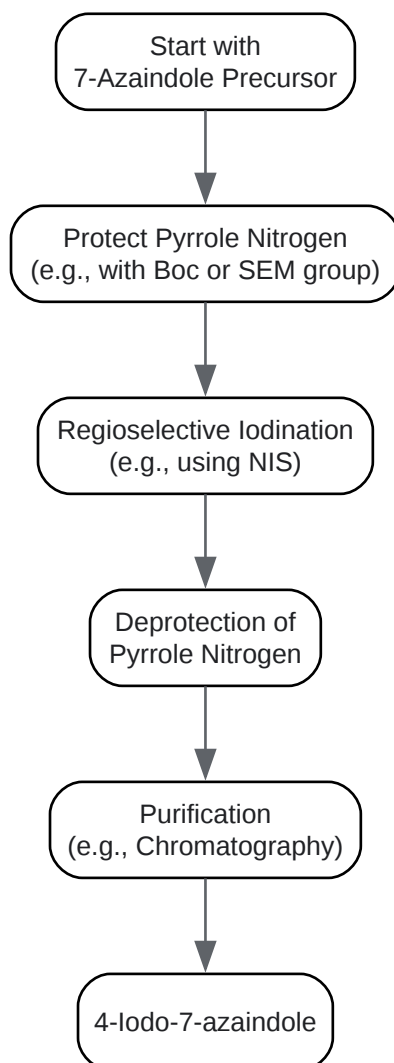 Start with
7-Azaindole Precursor
Protect Pyrrole Nitrogen
(e.g., with Boc or SEM group)
Regioselective Iodination
(e.g., using NIS)
Deprotection of
Pyrrole Nitrogen
Purification
(e.g., Chromatography)
4-Iodo-7-azaindole